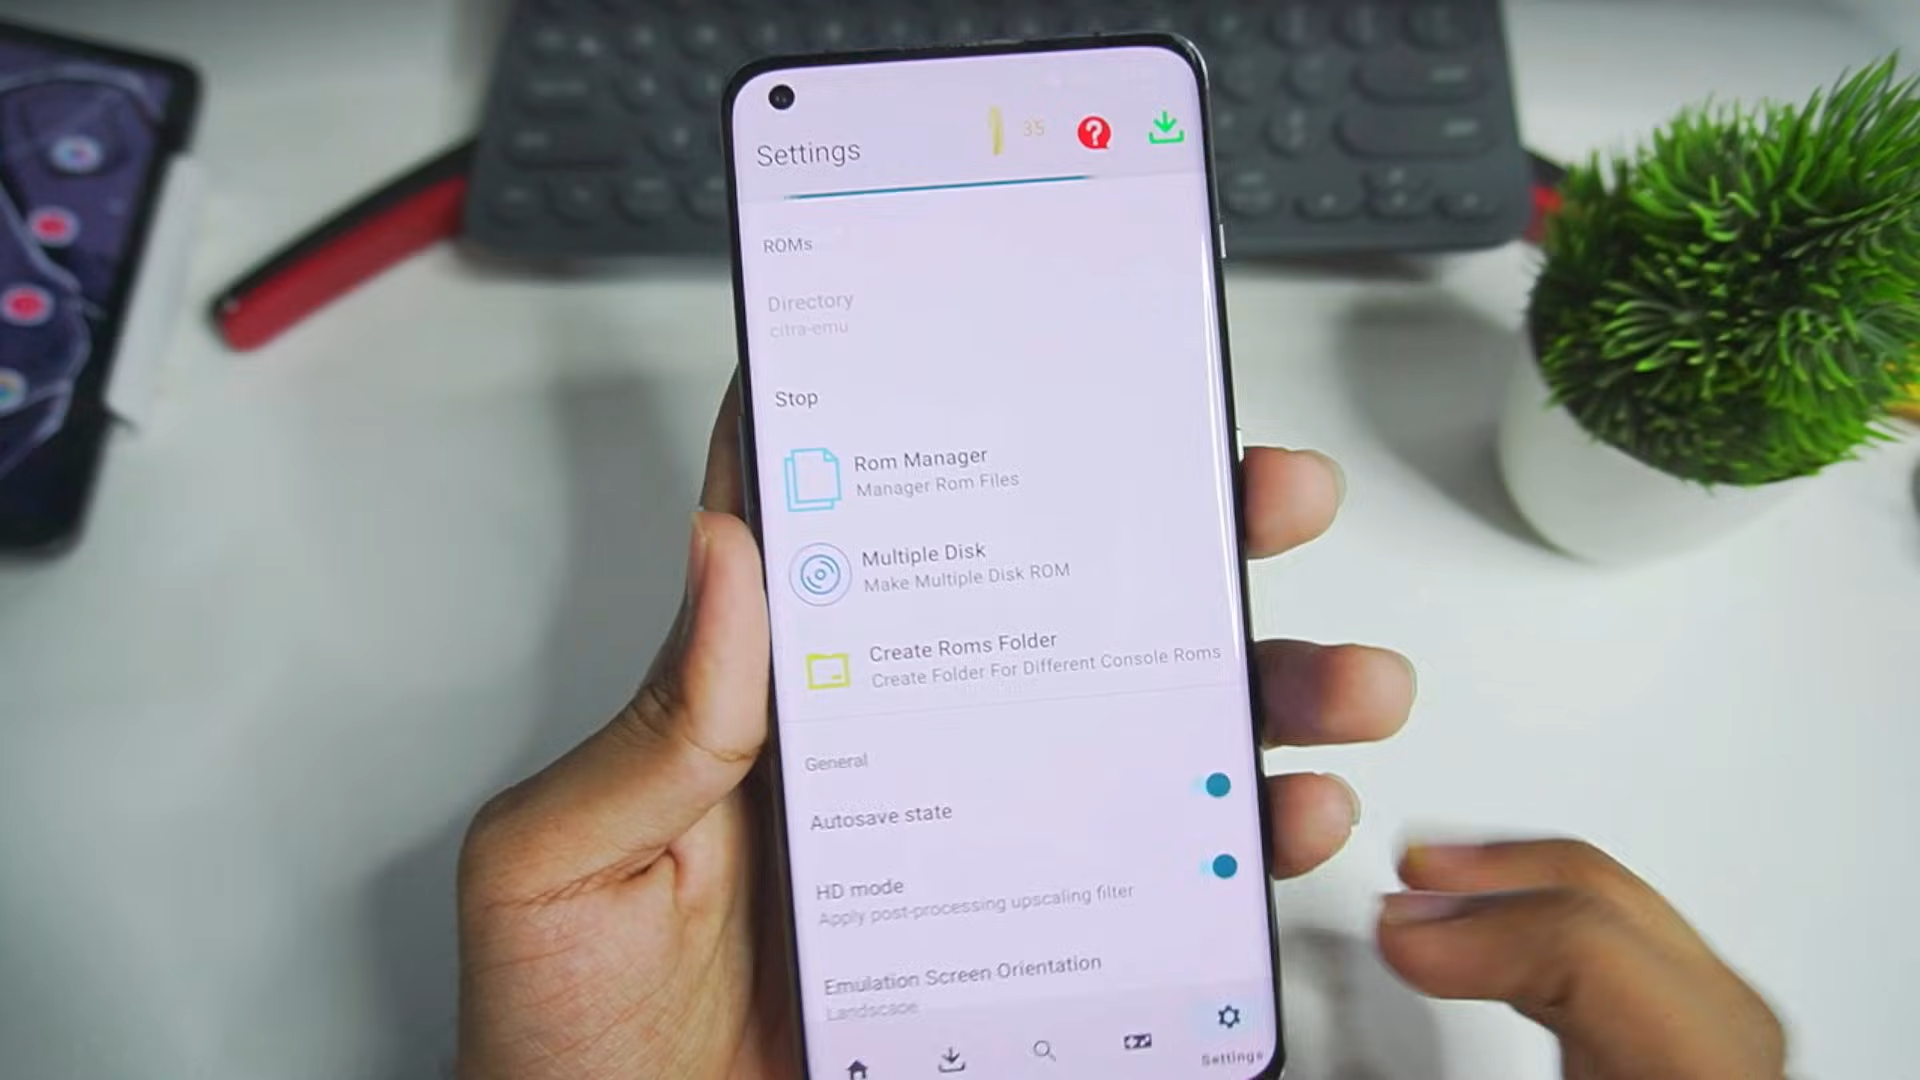 Settings
35
ROMs
Directory
citra-emu
Stop
Rom Manager
Manager Rom Files
Multiple Disk
Make Multiple Disk ROM
Create Roms Folder
Create Folder For Different Console Roms
General
Autosave state
HD mode
Apply post-processing upscaling filter
Emulation Screen Orientation
Landscape
Settings